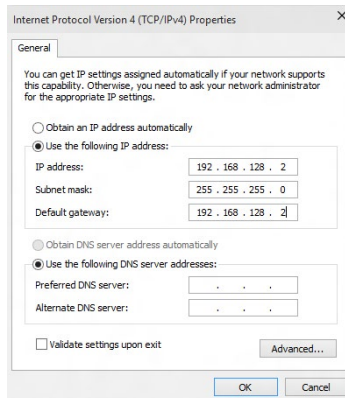 Internet Protocol Version 4 (TCP/IPv4) Properties
General
You can get IP settings assigned automatically if your network supports
this capability. Otherwise, you need to ask your network administrator
for the appropriate IP settings.
Obtain an IP address automatically
Use the following IP address:
IP address: 192 . 168 . 128 . 2
Subnet mask: 255 . 255 . 255 . 0
Default gateway: 192 . 168 . 128 . 2
Obtain DNS server address automatically
Use the following DNS server addresses:
Preferred DNS server: . . .
Alternate DNS server: . . .
Validate settings upon exit
Advanced...
OK Cancel